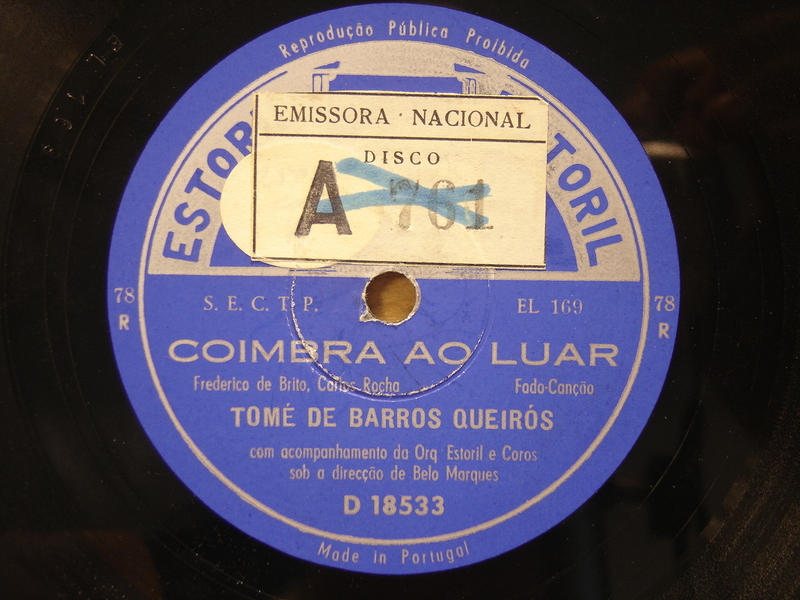 Reprodução Pública Proibida
EMISSORA · NACIONAL
DISCO
A 761
ESTORIL ESTORIL
S. E. C. T. P. EL 169
78 R 78 R
COIMBRA AO LUAR
Frederico de Brito, Carlos Rocha Fado-Canção
TOMÉ DE BARROS QUEIRÓS
com acompanhamento da Orq Estoril e Coros
sob a direcção de Belo Marques
D 18533
Made in Portugal